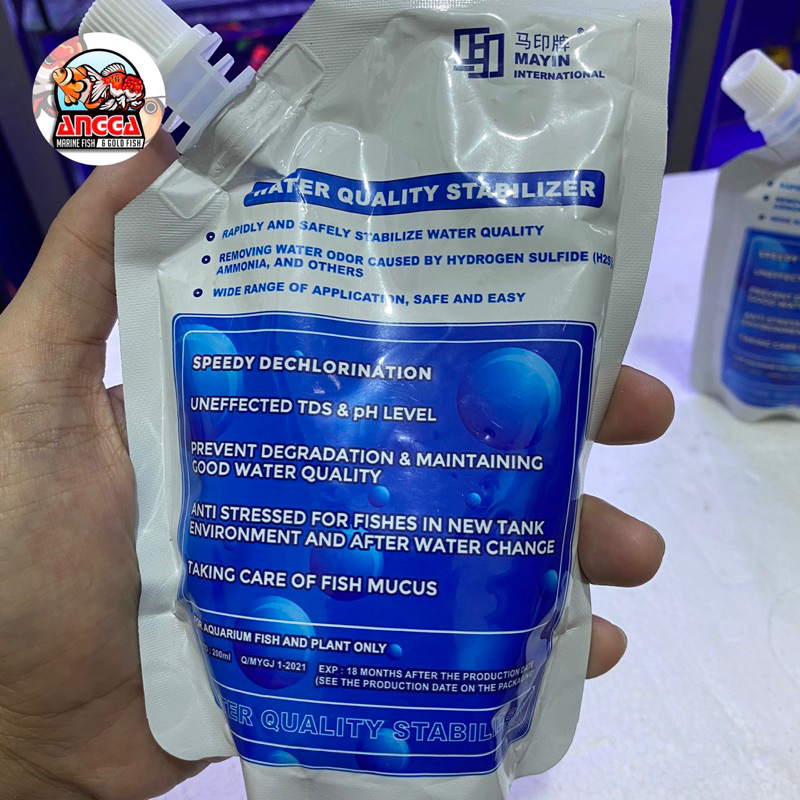 ANGGA
MARINE FISH & GOLD FISH
马印牌®
MAYIN
INTERNATIONAL
WATER QUALITY STABILIZER
RAPIDLY AND SAFELY STABILIZE WATER QUALITY
REMOVING WATER ODOR CAUSED BY HYDROGEN SULFIDE (H2S)
AMMONIA, AND OTHERS
WIDE RANGE OF APPLICATION, SAFE AND EASY
SPEEDY DECHLORINATION
UNEFFECTED TDS & pH LEVEL
PREVENT DEGRADATION & MAINTAINING
GOOD WATER QUALITY
ANTI STRESSED FOR FISHES IN NEW TANK
ENVIRONMENT AND AFTER WATER CHANGE
TAKING CARE OF FISH MUCUS
FOR AQUARIUM FISH AND PLANT ONLY
: 200ml Q/MYGJ 1-2021 EXP : 18 MONTHS AFTER THE PRODUCTION DATE
(SEE THE PRODUCTION DATE ON THE PACKAGING
QUALITY
SPEEDY